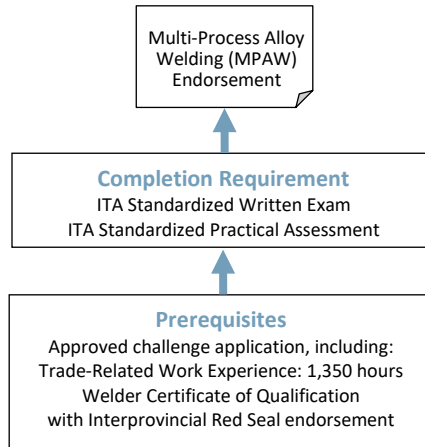 Multi-Process Alloy
Welding (MPAW)
Endorsement
Completion Requirement
ITA Standardized Written Exam
ITA Standardized Practical Assessment
Prerequisites
Approved challenge application, including:
Trade-Related Work Experience: 1,350 hours
Welder Certificate of Qualification
with Interprovincial Red Seal endorsement